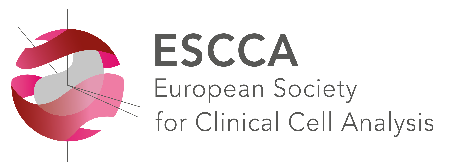 ESCCA
European Society
for Clinical Cell Analysis